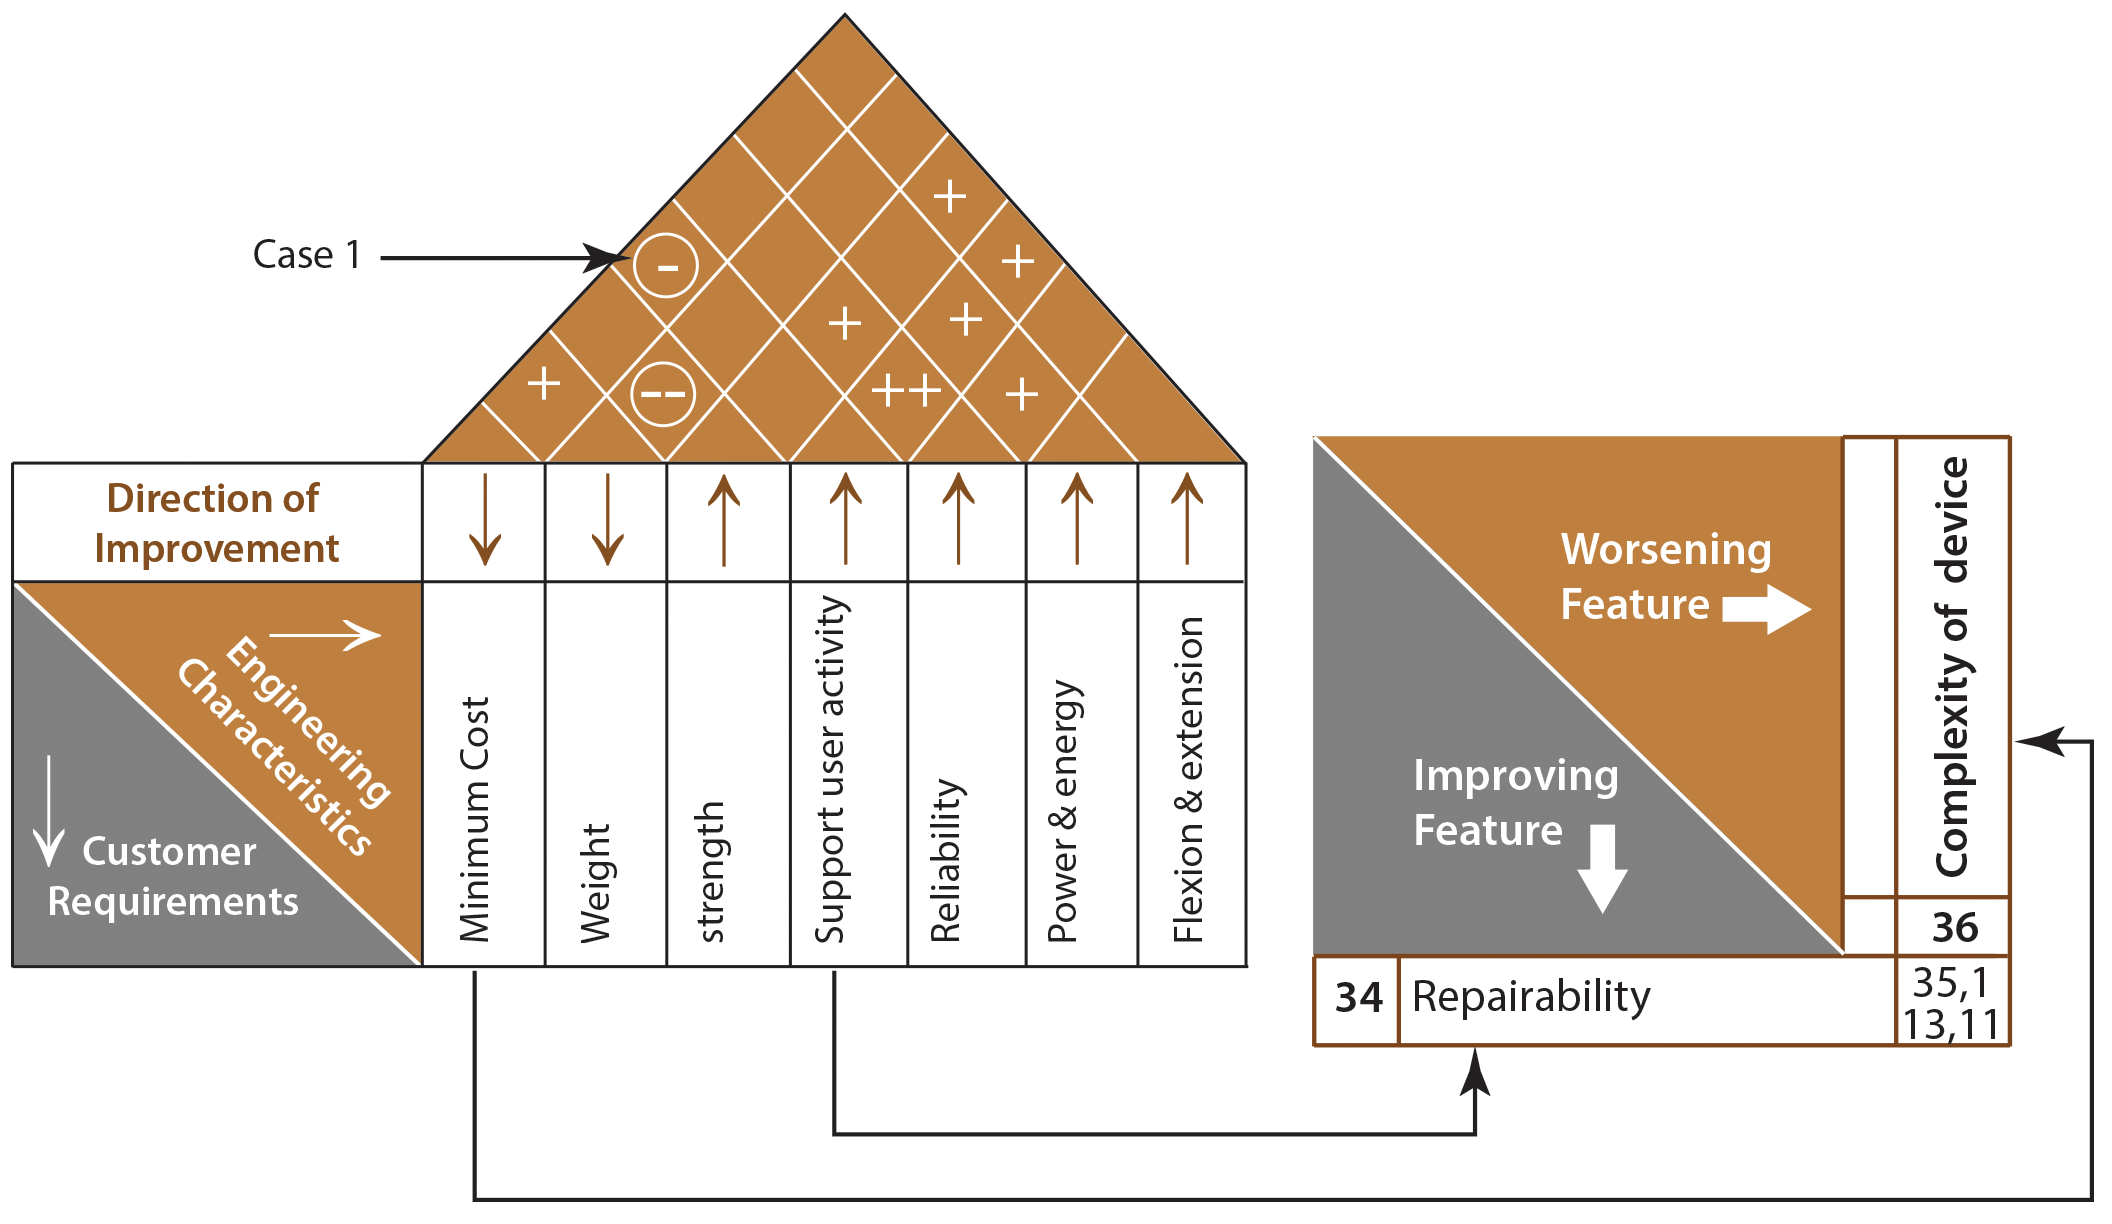 Case 1
-
+
+
+
+
+
--
++
+
Direction of
Improvement
Engineering
Characteristics
Customer
Requirements
Minimum Cost
Weight
strength
Support user activity
Reliability
Power & energy
Flexion & extension
Worsening
Feature
Improving
Feature
Complexity of device
36
34 Repairability
35,1
13,11